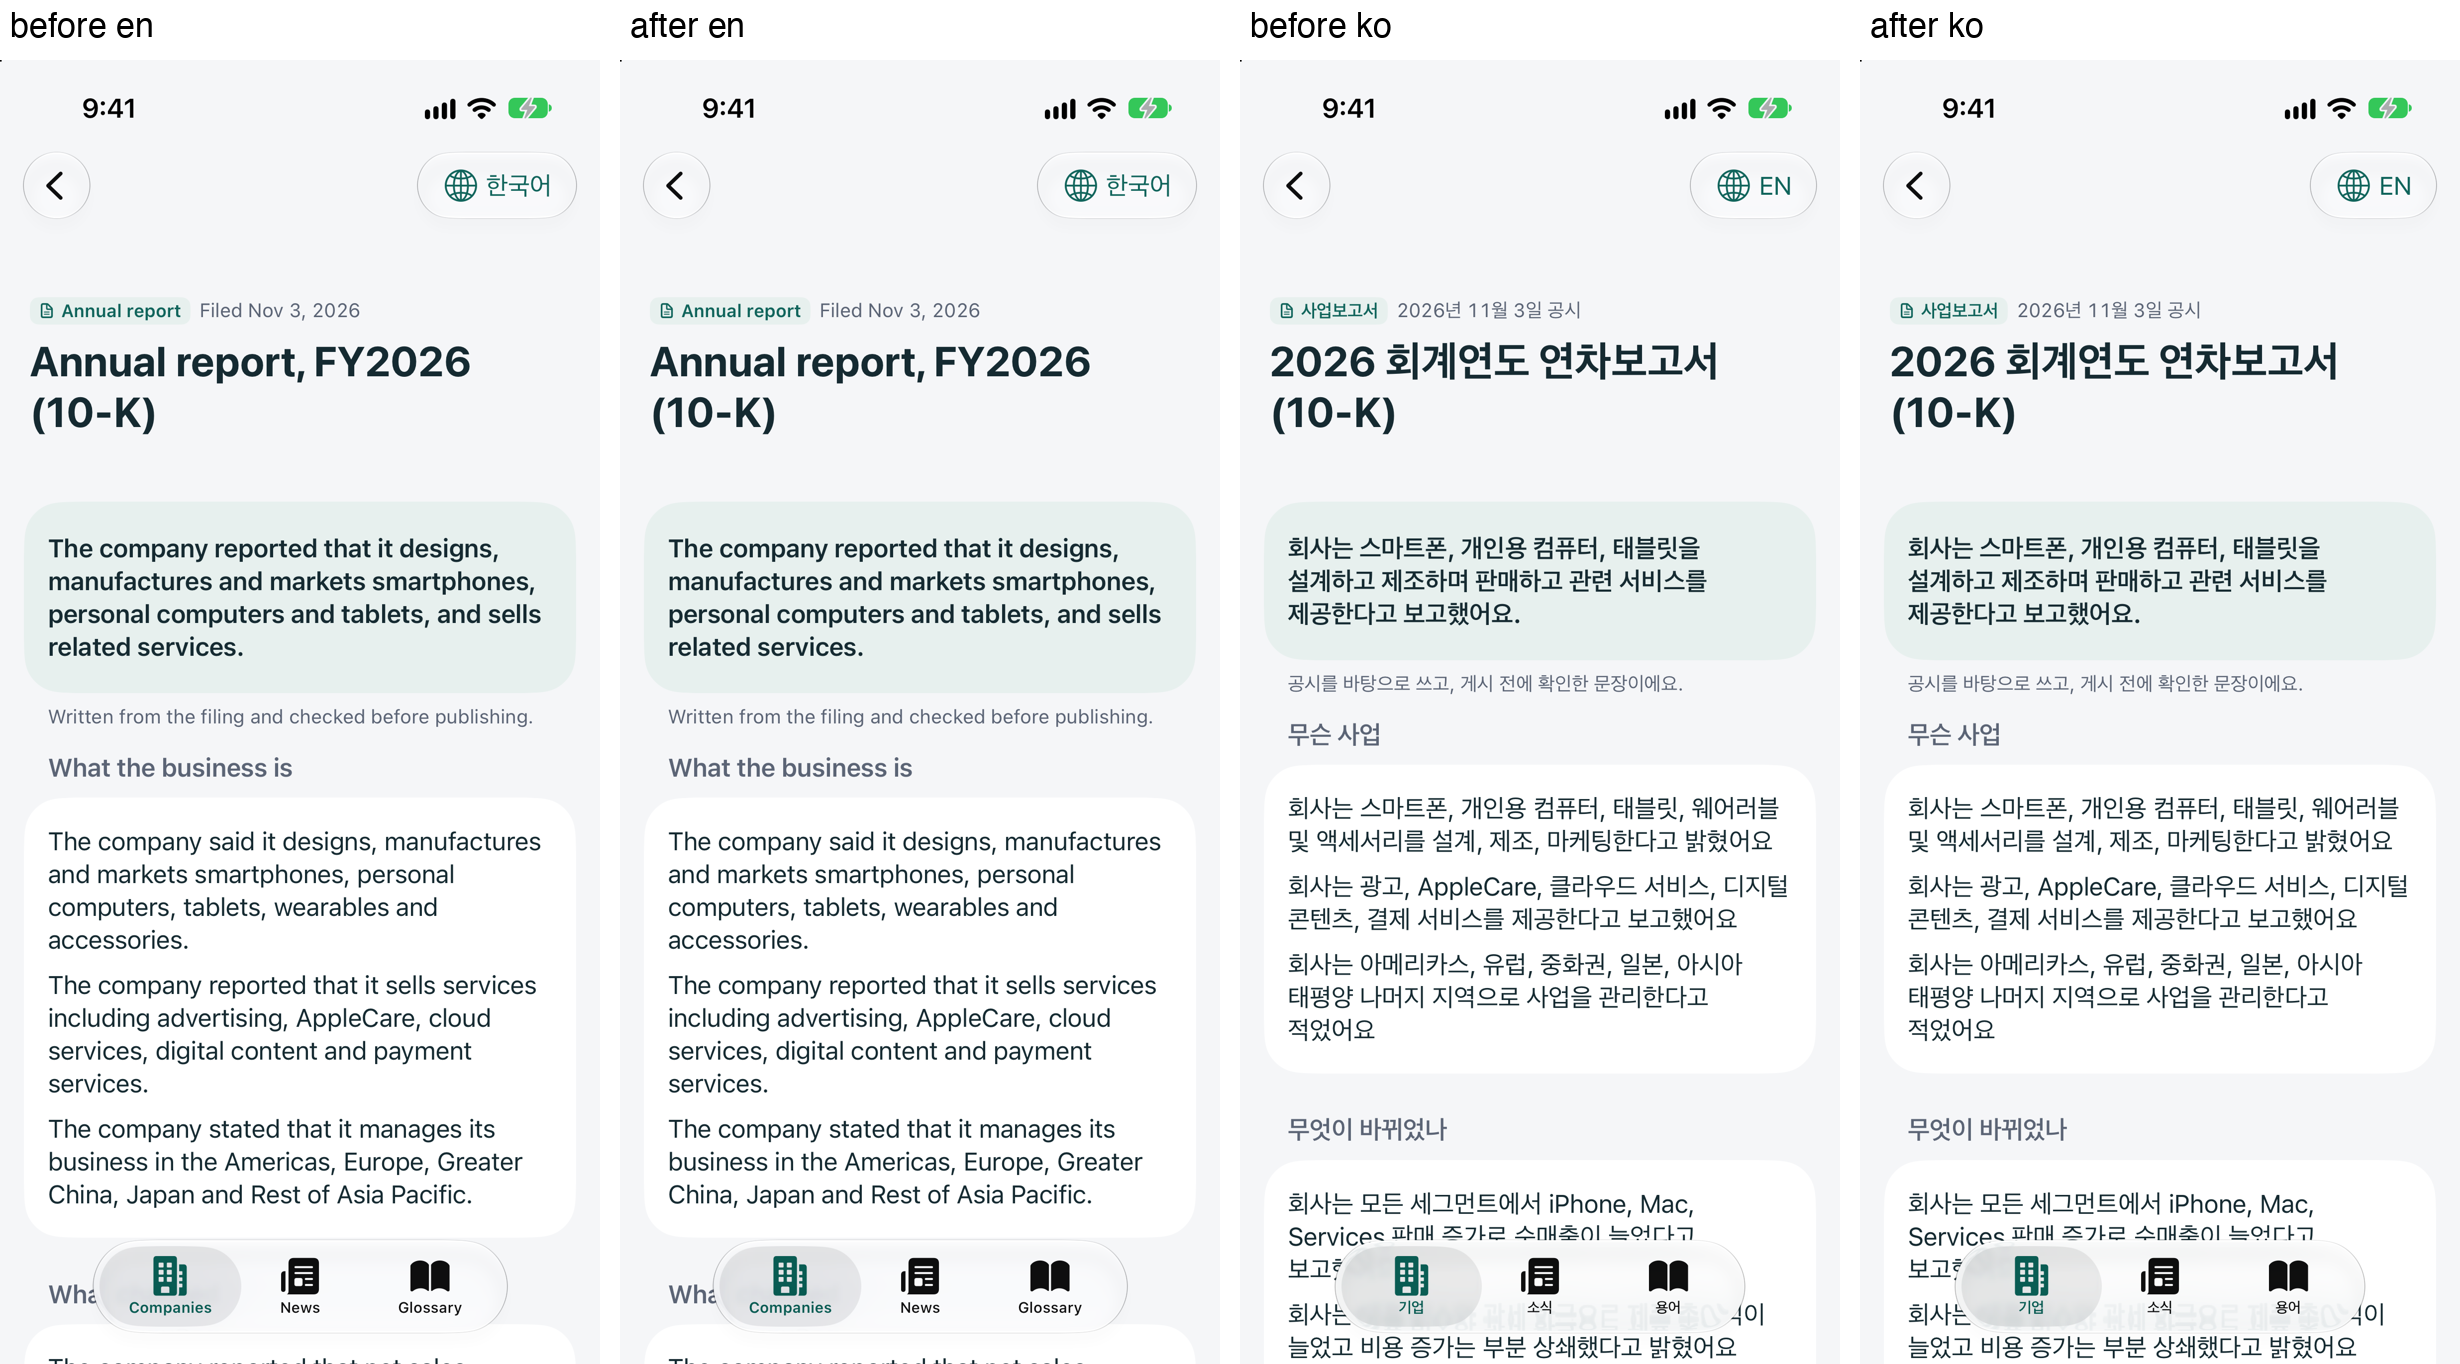 before en
9:41
한국어
Annual report Filed Nov 3, 2026
Annual report, FY2026
(10-K)
The company reported that it designs,
manufactures and markets smartphones,
personal computers and tablets, and sells
related services.
Written from the filing and checked before publishing.
What the business is
The company said it designs, manufactures
and markets smartphones, personal
computers, tablets, wearables and
accessories.
The company reported that it sells services
including advertising, AppleCare, cloud
services, digital content and payment
services.
The company stated that it manages its
business in the Americas, Europe, Greater
China, Japan and Rest of Asia Pacific.
Companies News Glossary
after en
9:41
한국어
Annual report Filed Nov 3, 2026
Annual report, FY2026
(10-K)
The company reported that it designs,
manufactures and markets smartphones,
personal computers and tablets, and sells
related services.
Written from the filing and checked before publishing.
What the business is
The company said it designs, manufactures
and markets smartphones, personal
computers, tablets, wearables and
accessories.
The company reported that it sells services
including advertising, AppleCare, cloud
services, digital content and payment
services.
The company stated that it manages its
business in the Americas, Europe, Greater
China, Japan and Rest of Asia Pacific.
Companies News Glossary
before ko
9:41
EN
사업보고서 2026년 11월 3일 공시
2026 회계연도 연차보고서
(10-K)
회사는 스마트폰, 개인용 컴퓨터, 태블릿을
설계하고 제조하며 판매하고 관련 서비스를
제공한다고 보고했어요.
공시를 바탕으로 쓰고, 게시 전에 확인한 문장이에요.
무슨 사업
회사는 스마트폰, 개인용 컴퓨터, 태블릿, 웨어러블
및 액세서리를 설계, 제조, 마케팅한다고 밝혔어요
회사는 광고, AppleCare, 클라우드 서비스, 디지털
콘텐츠, 결제 서비스를 제공한다고 보고했어요
회사는 아메리카스, 유럽, 중화권, 일본, 아시아
태평양 나머지 지역으로 사업을 관리한다고
적었어요
무엇이 바뀌었나
회사는 모든 세그먼트에서 iPhone, Mac,
Services 판매 증가로 순매출이 늘었다고
기업 소식 용어
늘었고 비용 증가는 부분 상쇄했다고 밝혔어요
after ko
9:41
EN
사업보고서 2026년 11월 3일 공시
2026 회계연도 연차보고서
(10-K)
회사는 스마트폰, 개인용 컴퓨터, 태블릿을
설계하고 제조하며 판매하고 관련 서비스를
제공한다고 보고했어요.
공시를 바탕으로 쓰고, 게시 전에 확인한 문장이에요.
무슨 사업
회사는 스마트폰, 개인용 컴퓨터, 태블릿, 웨어러블
및 액세서리를 설계, 제조, 마케팅한다고 밝혔어요
회사는 광고, AppleCare, 클라우드 서비스, 디지털
콘텐츠, 결제 서비스를 제공한다고 보고했어요
회사는 아메리카스, 유럽, 중화권, 일본, 아시아
태평양 나머지 지역으로 사업을 관리한다고
적었어요
무엇이 바뀌었나
회사는 모든 세그먼트에서 iPhone, Mac,
Services 판매 증가로 순매출이 늘었다고
기업 소식 용어
늘었고 비용 증가는 부분 상쇄했다고 밝혔어요